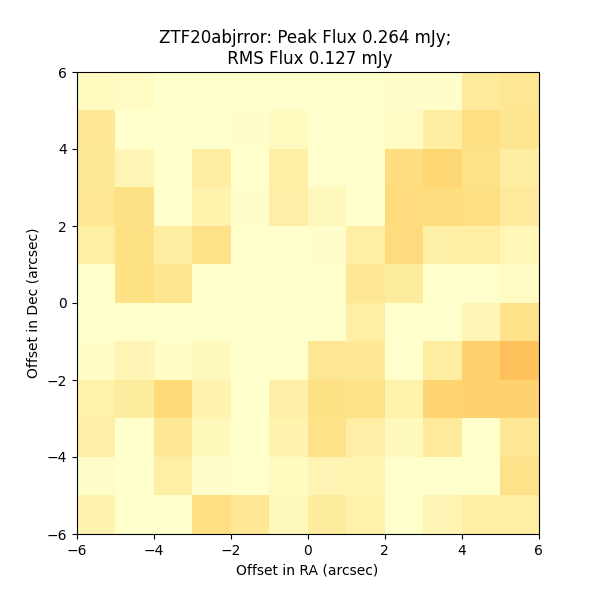 ZTF20abjrror: Peak Flux 0.264 mJy;
RMS Flux 0.127 mJy
6
4
2
0
−2
−4
−6
Offset in Dec (arcsec)
−6 −4 −2 0 2 4 6
Offset in RA (arcsec)